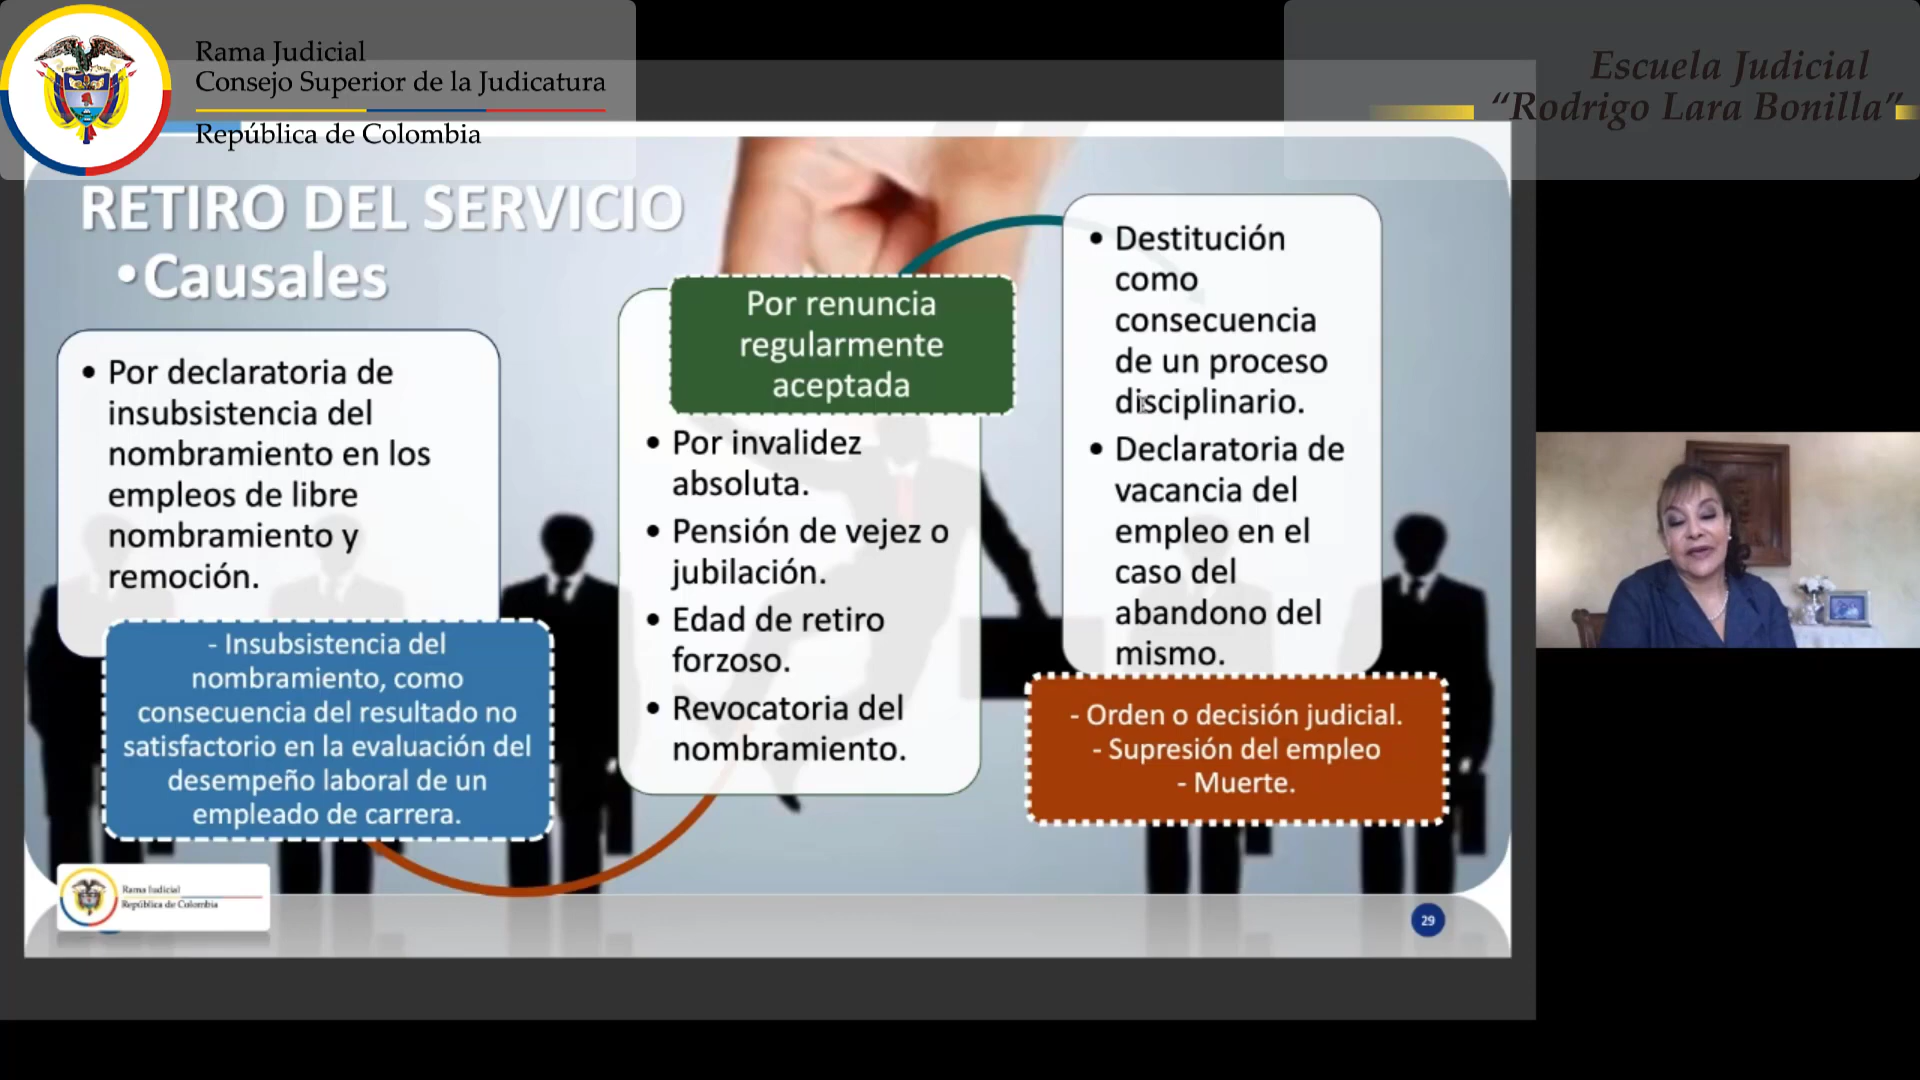 Rama Judicial
Consejo Superior de la Judicatura
República de Colombia
Escuela Judicial
“Rodrigo Lara Bonilla”
RETIRO DEL SERVICIO
•Causales
• Por declaratoria de
insubsistencia del
nombramiento en los
empleos de libre
nombramiento y
remoción.
- Insubsistencia del
nombramiento, como
consecuencia del resultado no
satisfactorio en la evaluación del
desempeño laboral de un
empleado de carrera.
Por renuncia
regularmente
aceptada
• Por invalidez
absoluta.
• Pensión de vejez o
jubilación.
• Edad de retiro
forzoso.
• Revocatoria del
nombramiento.
• Destitución
como
consecuencia
de un proceso
disciplinario.
• Declaratoria de
vacancia del
empleo en el
caso del
abandono del
mismo.
- Orden o decisión judicial.
- Supresión del empleo
- Muerte.
Rama Judicial
República de Colombia
29